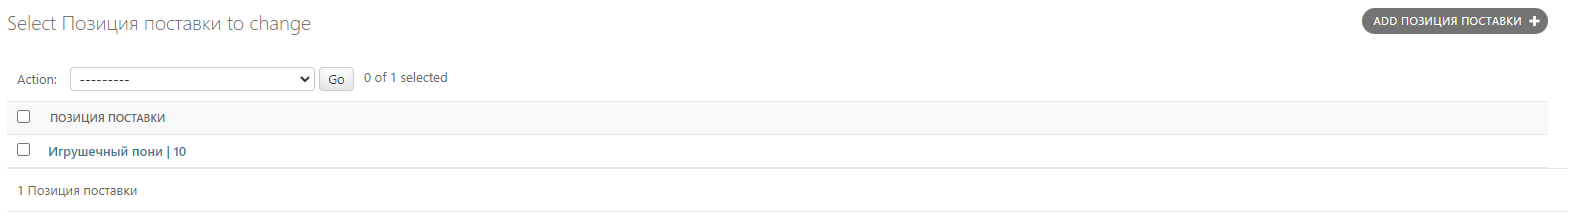 Select Позиция поставки to change
ADD ПОЗИЦИЯ ПОСТАВКИ +
Action: --------- Go 0 of 1 selected
ПОЗИЦИЯ ПОСТАВКИ
Игрушечный пони | 10
1 Позиция поставки